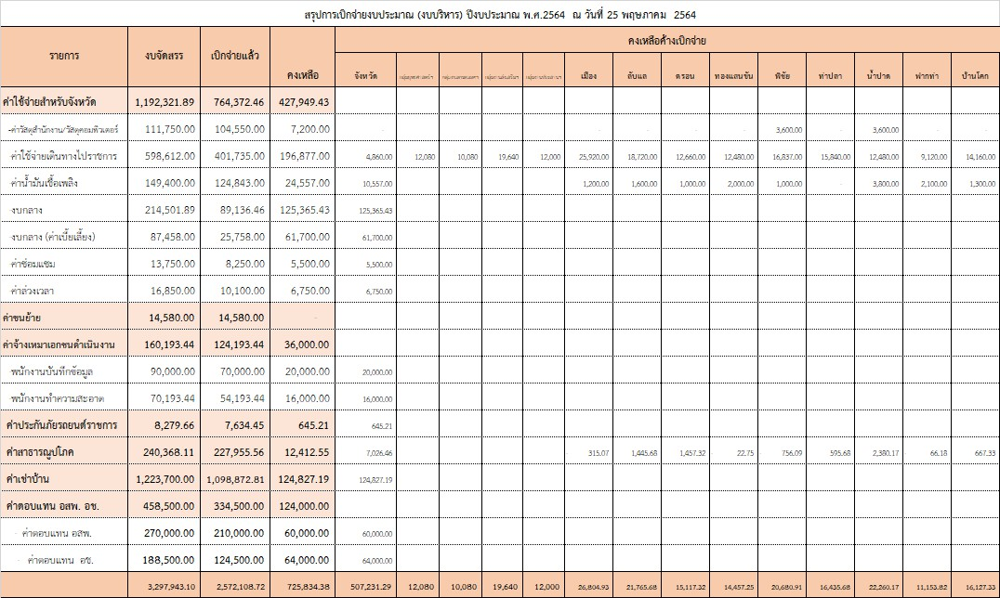 สรุปการเบิกจ่ายงบประมาณ (งบบริหาร) ปีงบประมาณ พ.ศ.2564 ณ วันที่ 25 พฤษภาคม 2564
รายการ งบจัดสรร เบิกจ่ายแล้ว คงเหลือ คงเหลือค้างเบิกจ่าย
จังหวัด เมือง ลับแล ตรอน ทองแสนขัน พิชัย ท่าปลา น้ำปาด ฟากท่า บ้านโคก
ค่าใช้จ่ายสำหรับจังหวัด 1,192,321.89 764,372.46 427,949.43
-ค่าวัสดุสำนักงาน/วัสดุคอมพิวเตอร์ 111,750.00 104,550.00 7,200.00 - - - - - 3,600.00 - 3,600.00 - -
-ค่าใช้จ่ายเดินทางไปราชการ 598,612.00 401,735.00 196,877.00 4,860.00 12,080 10,080 19,640 12,000 25,920.00 18,720.00 12,660.00 12,480.00 16,837.00 15,840.00 12,480.00 9,120.00 14,160.00
-ค่าน้ำมันเชื้อเพลิง 149,400.00 124,843.00 24,557.00 10,557.00 1,200.00 1,600.00 1,000.00 2,000.00 1,000.00 - 3,800.00 2,100.00 1,300.00
-งบกลาง 214,501.89 89,136.46 125,365.43 125,365.43
-งบกลาง (ค่าเบี้ยเลี้ยง) 87,458.00 25,758.00 61,700.00 61,700.00
-ค่าซ่อมแซม 13,750.00 8,250.00 5,500.00 5,500.00
-ค่าล่วงเวลา 16,850.00 10,100.00 6,750.00 6,750.00
ค่าขนย้าย 14,580.00 14,580.00 -
ค่าจ้างเหมาเอกชนดำเนินงาน 160,193.44 124,193.44 36,000.00
-พนักงานบันทึกข้อมูล 90,000.00 70,000.00 20,000.00 20,000.00
-พนักงานทำความสะอาด 70,193.44 54,193.44 16,000.00 16,000.00
ค่าประกันภัยรถยนต์ราชการ 8,279.66 7,634.45 645.21 645.21
ค่าสาธารณูปโภค 240,368.11 227,955.56 12,412.55 7,026.46 315.07 1,445.68 1,457.32 22.75 756.09 595.68 2,380.17 66.18 667.33
ค่าเช่าบ้าน 1,223,700.00 1,098,872.81 124,827.19 124,827.19
ค่าตอบแทน อสพ. อช. 458,500.00 334,500.00 124,000.00
- ค่าตอบแทน อสพ. 270,000.00 210,000.00 60,000.00 60,000.00
- ค่าตอบแทน อช. 188,500.00 124,500.00 64,000.00 64,000.00
3,297,943.10 2,572,108.72 725,834.38 507,231.29 12,080 10,080 19,640 12,000 26,804.93 21,765.68 15,117.32 14,457.25 20,680.91 16,435.68 22,260.17 11,153.82 16,127.33